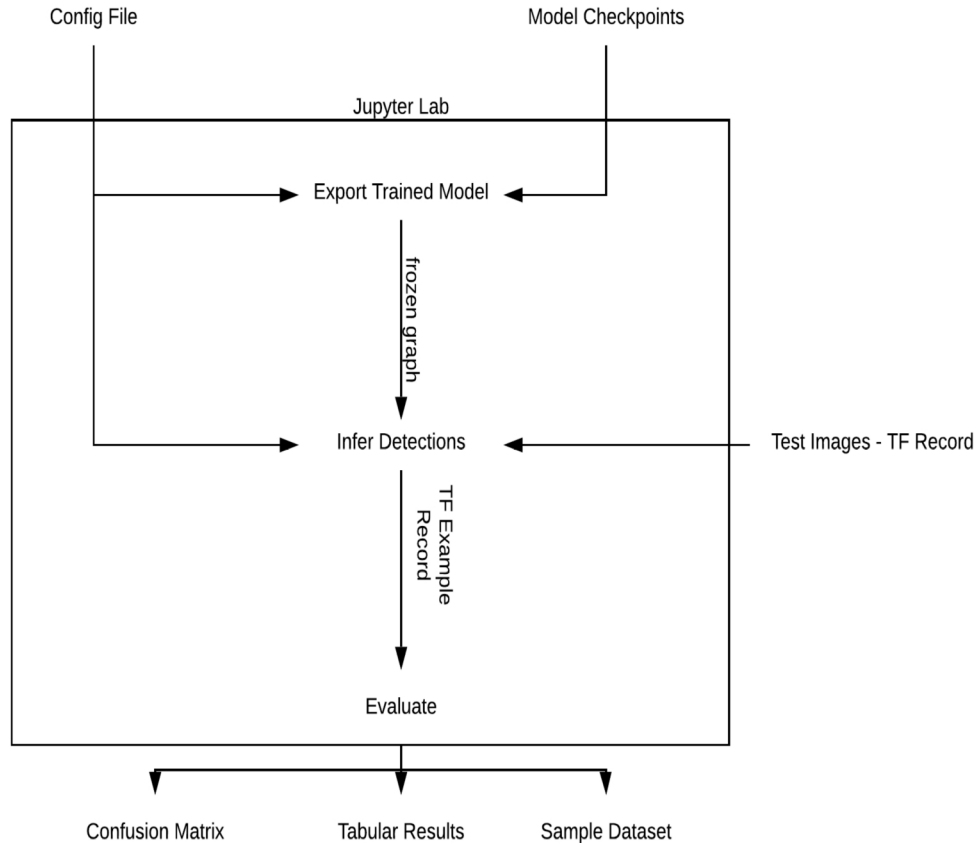 Config File
Model Checkpoints
Jupyter Lab
Export Trained Model
frozen graph
Infer Detections
Test Images - TF Record
TF Example
Record
Evaluate
Confusion Matrix
Tabular Results
Sample Dataset